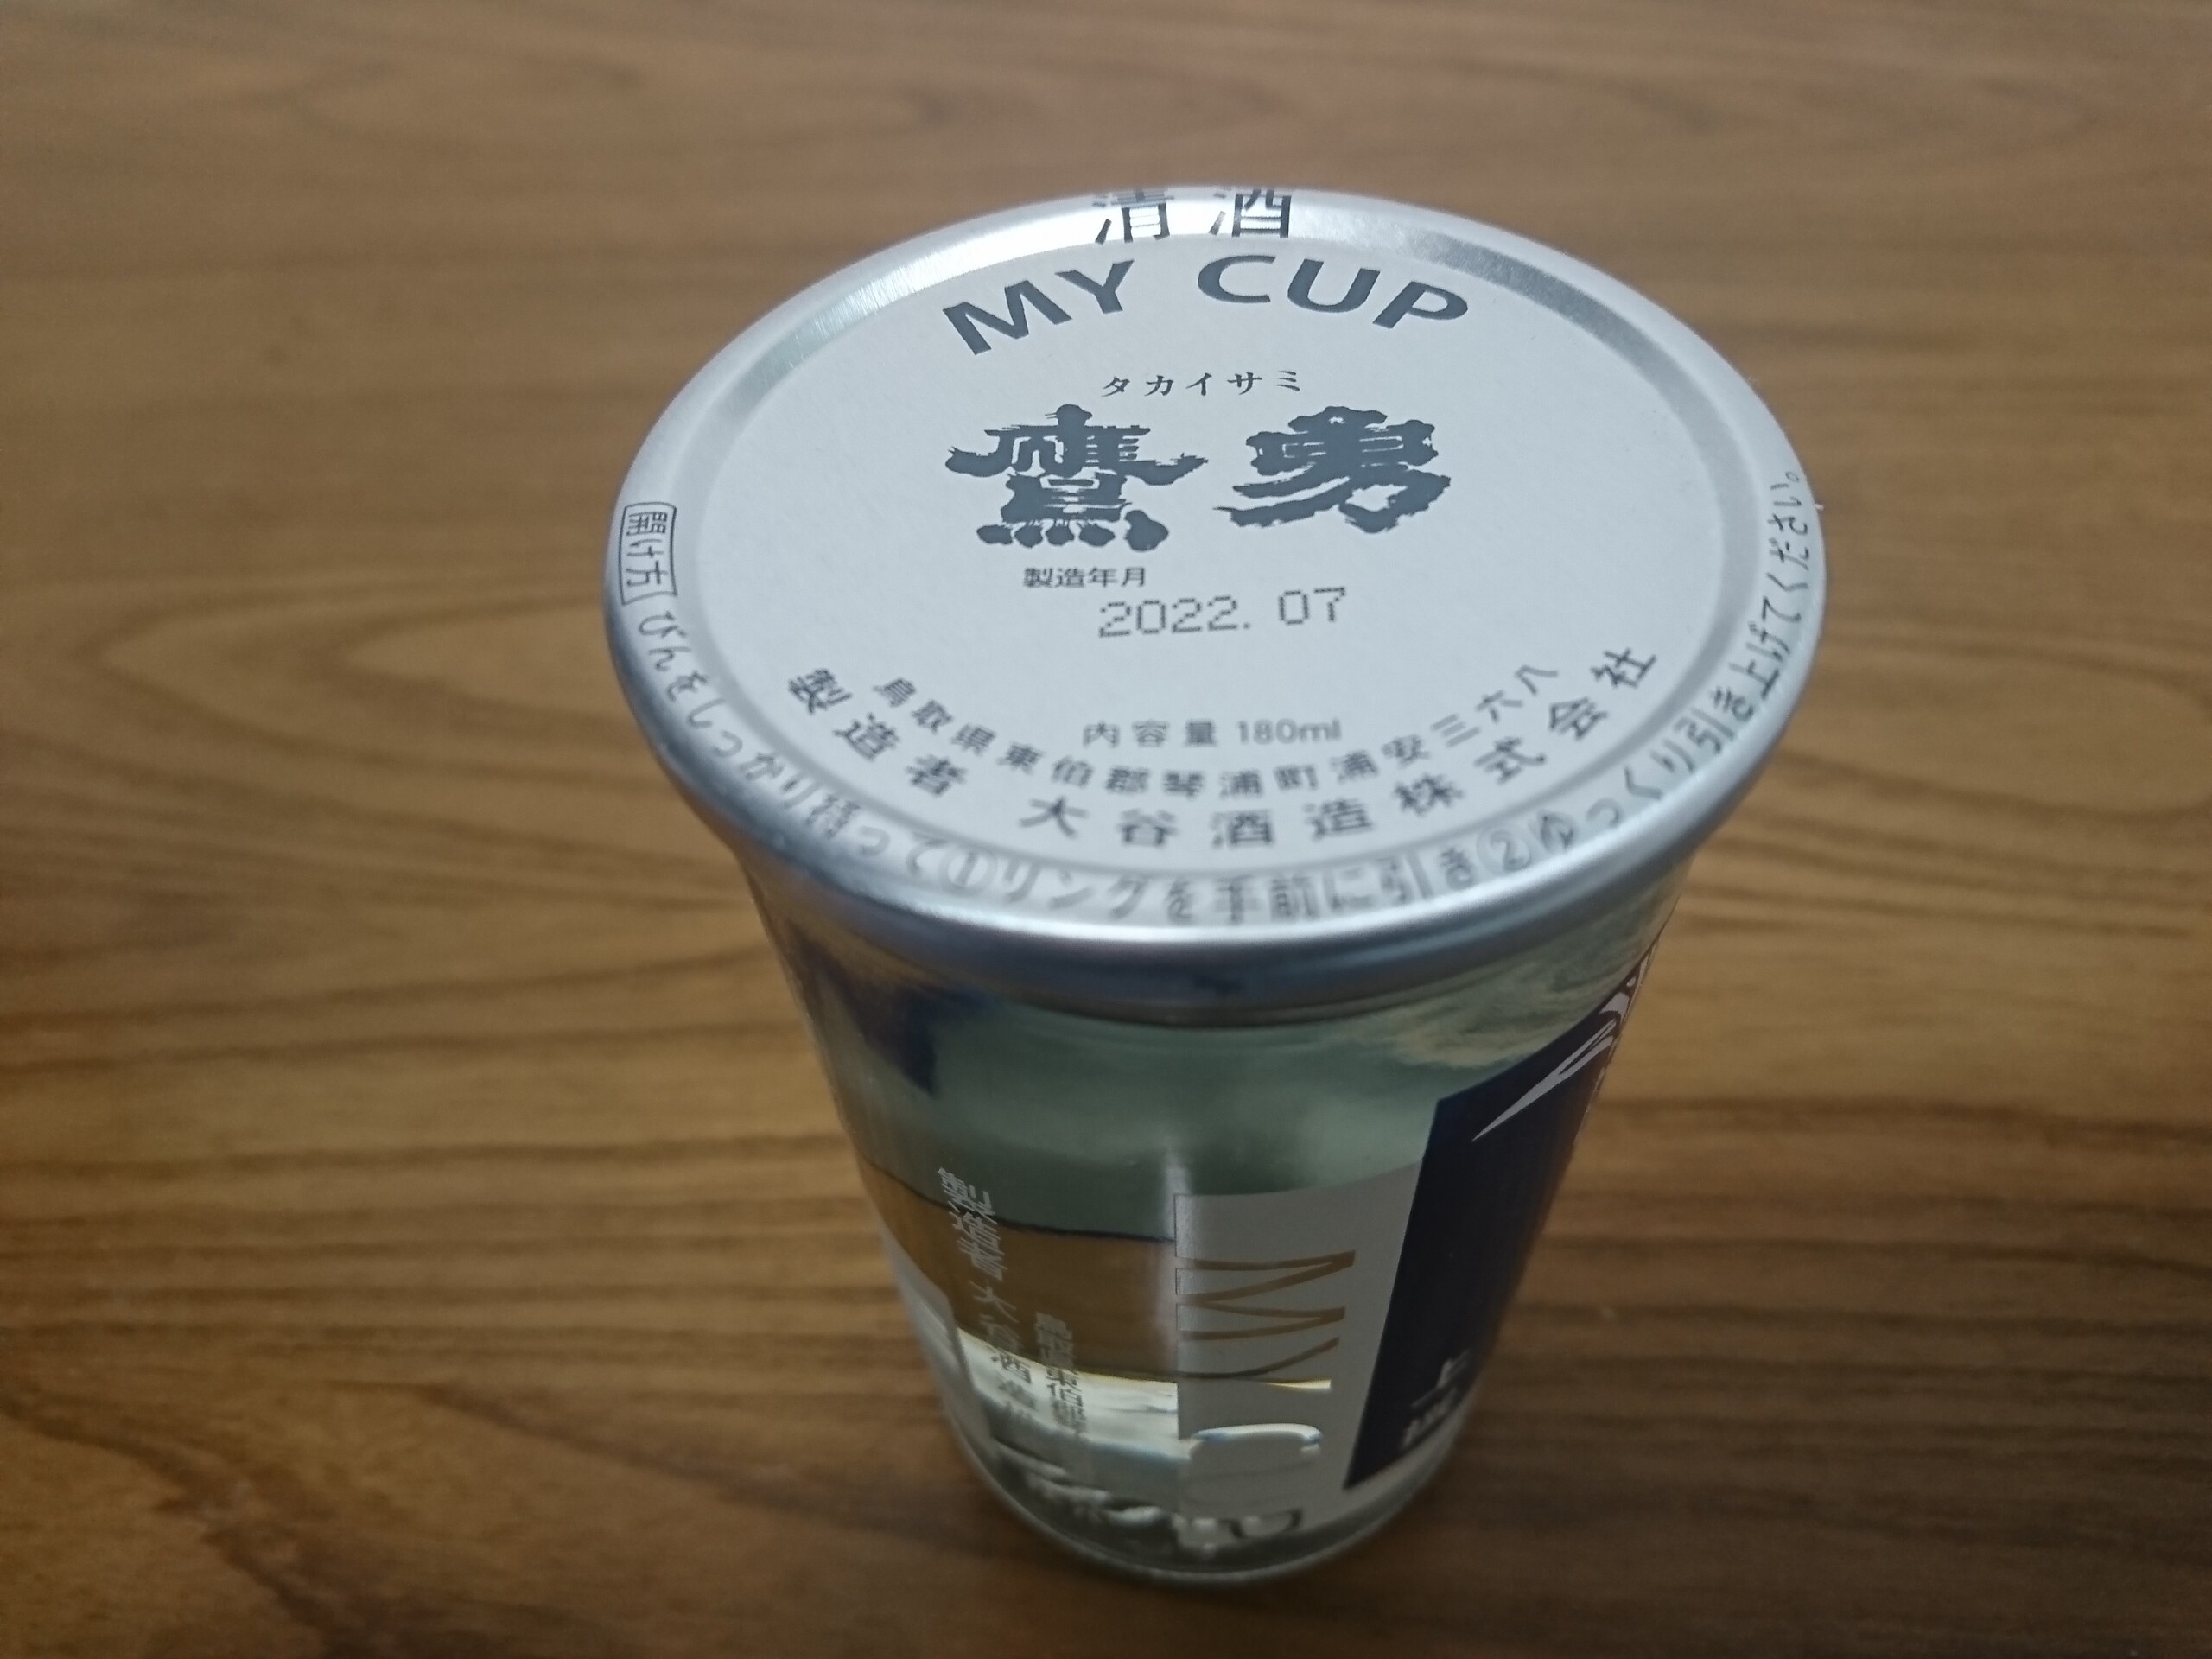 清酒
MY CUP
タカイサミ
鷹勇
製造年月
2022. 07
内容量 180ml
鳥取県東伯郡琴浦町浦安三六八
製造者 大谷酒造株式会社
開け方 びんをしっかり持って①リングを手前に引き②ゆっくり引き上げてください。
製造者 大谷酒造
MY CUP
上